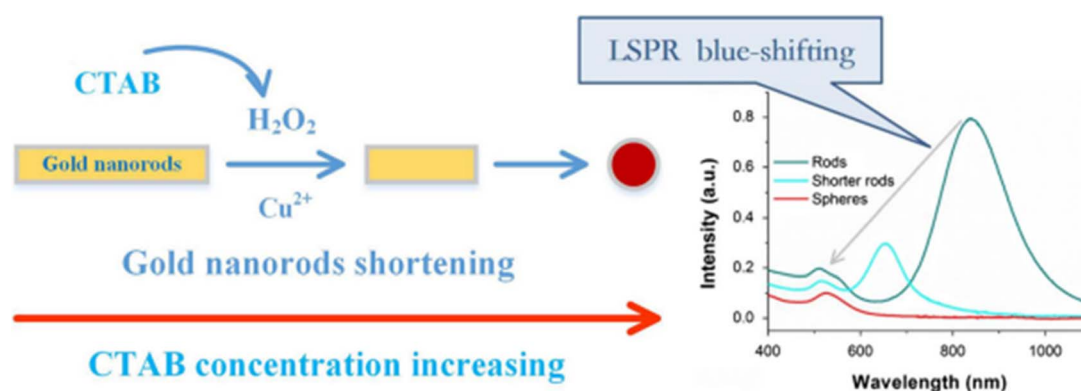 CTAB
H₂O₂
Gold nanorods
Cu²⁺
Gold nanorods shortening
CTAB concentration increasing
LSPR blue-shifting
Intensity (a.u.)
0.8
0.6
0.4
0.2
0.0
Rods
Shorter rods
Spheres
400
600
800
1000
Wavelength (nm)